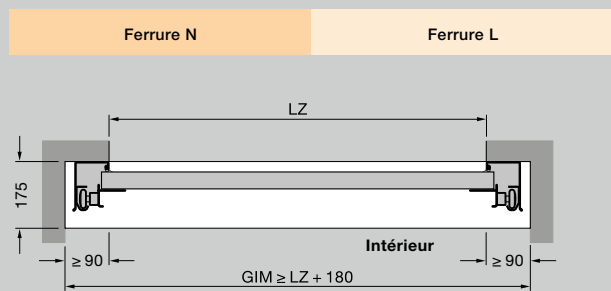 Ferrure N
Ferrure L
LZ
175
Intérieur
≥ 90
≥ 90
GIM ≥ LZ + 180